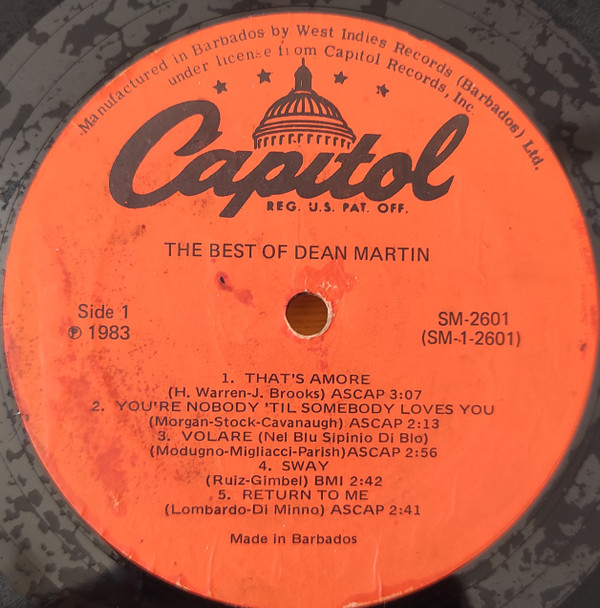 Manufactured in Barbados by West Indies Records (Barbados) Ltd.
under license from Capitol Records, Inc.
Capitol
REG. U.S. PAT. OFF.
THE BEST OF DEAN MARTIN
Side 1
℗ 1983
SM-2601
(SM-1-2601)
1. THAT'S AMORE
(H. Warren-J. Brooks) ASCAP 3:07
2. YOU'RE NOBODY 'TIL SOMEBODY LOVES YOU
(Morgan-Stock-Cavanaugh) ASCAP 2:13
3. VOLARE (Nel Blu Sipinio Di Blo)
(Modugno-Migliacci-Parish) ASCAP 2:56
4. SWAY
(Ruiz-Gimbel) BMI 2:42
5. RETURN TO ME
(Lombardo-Di Minno) ASCAP 2:41
Made in Barbados